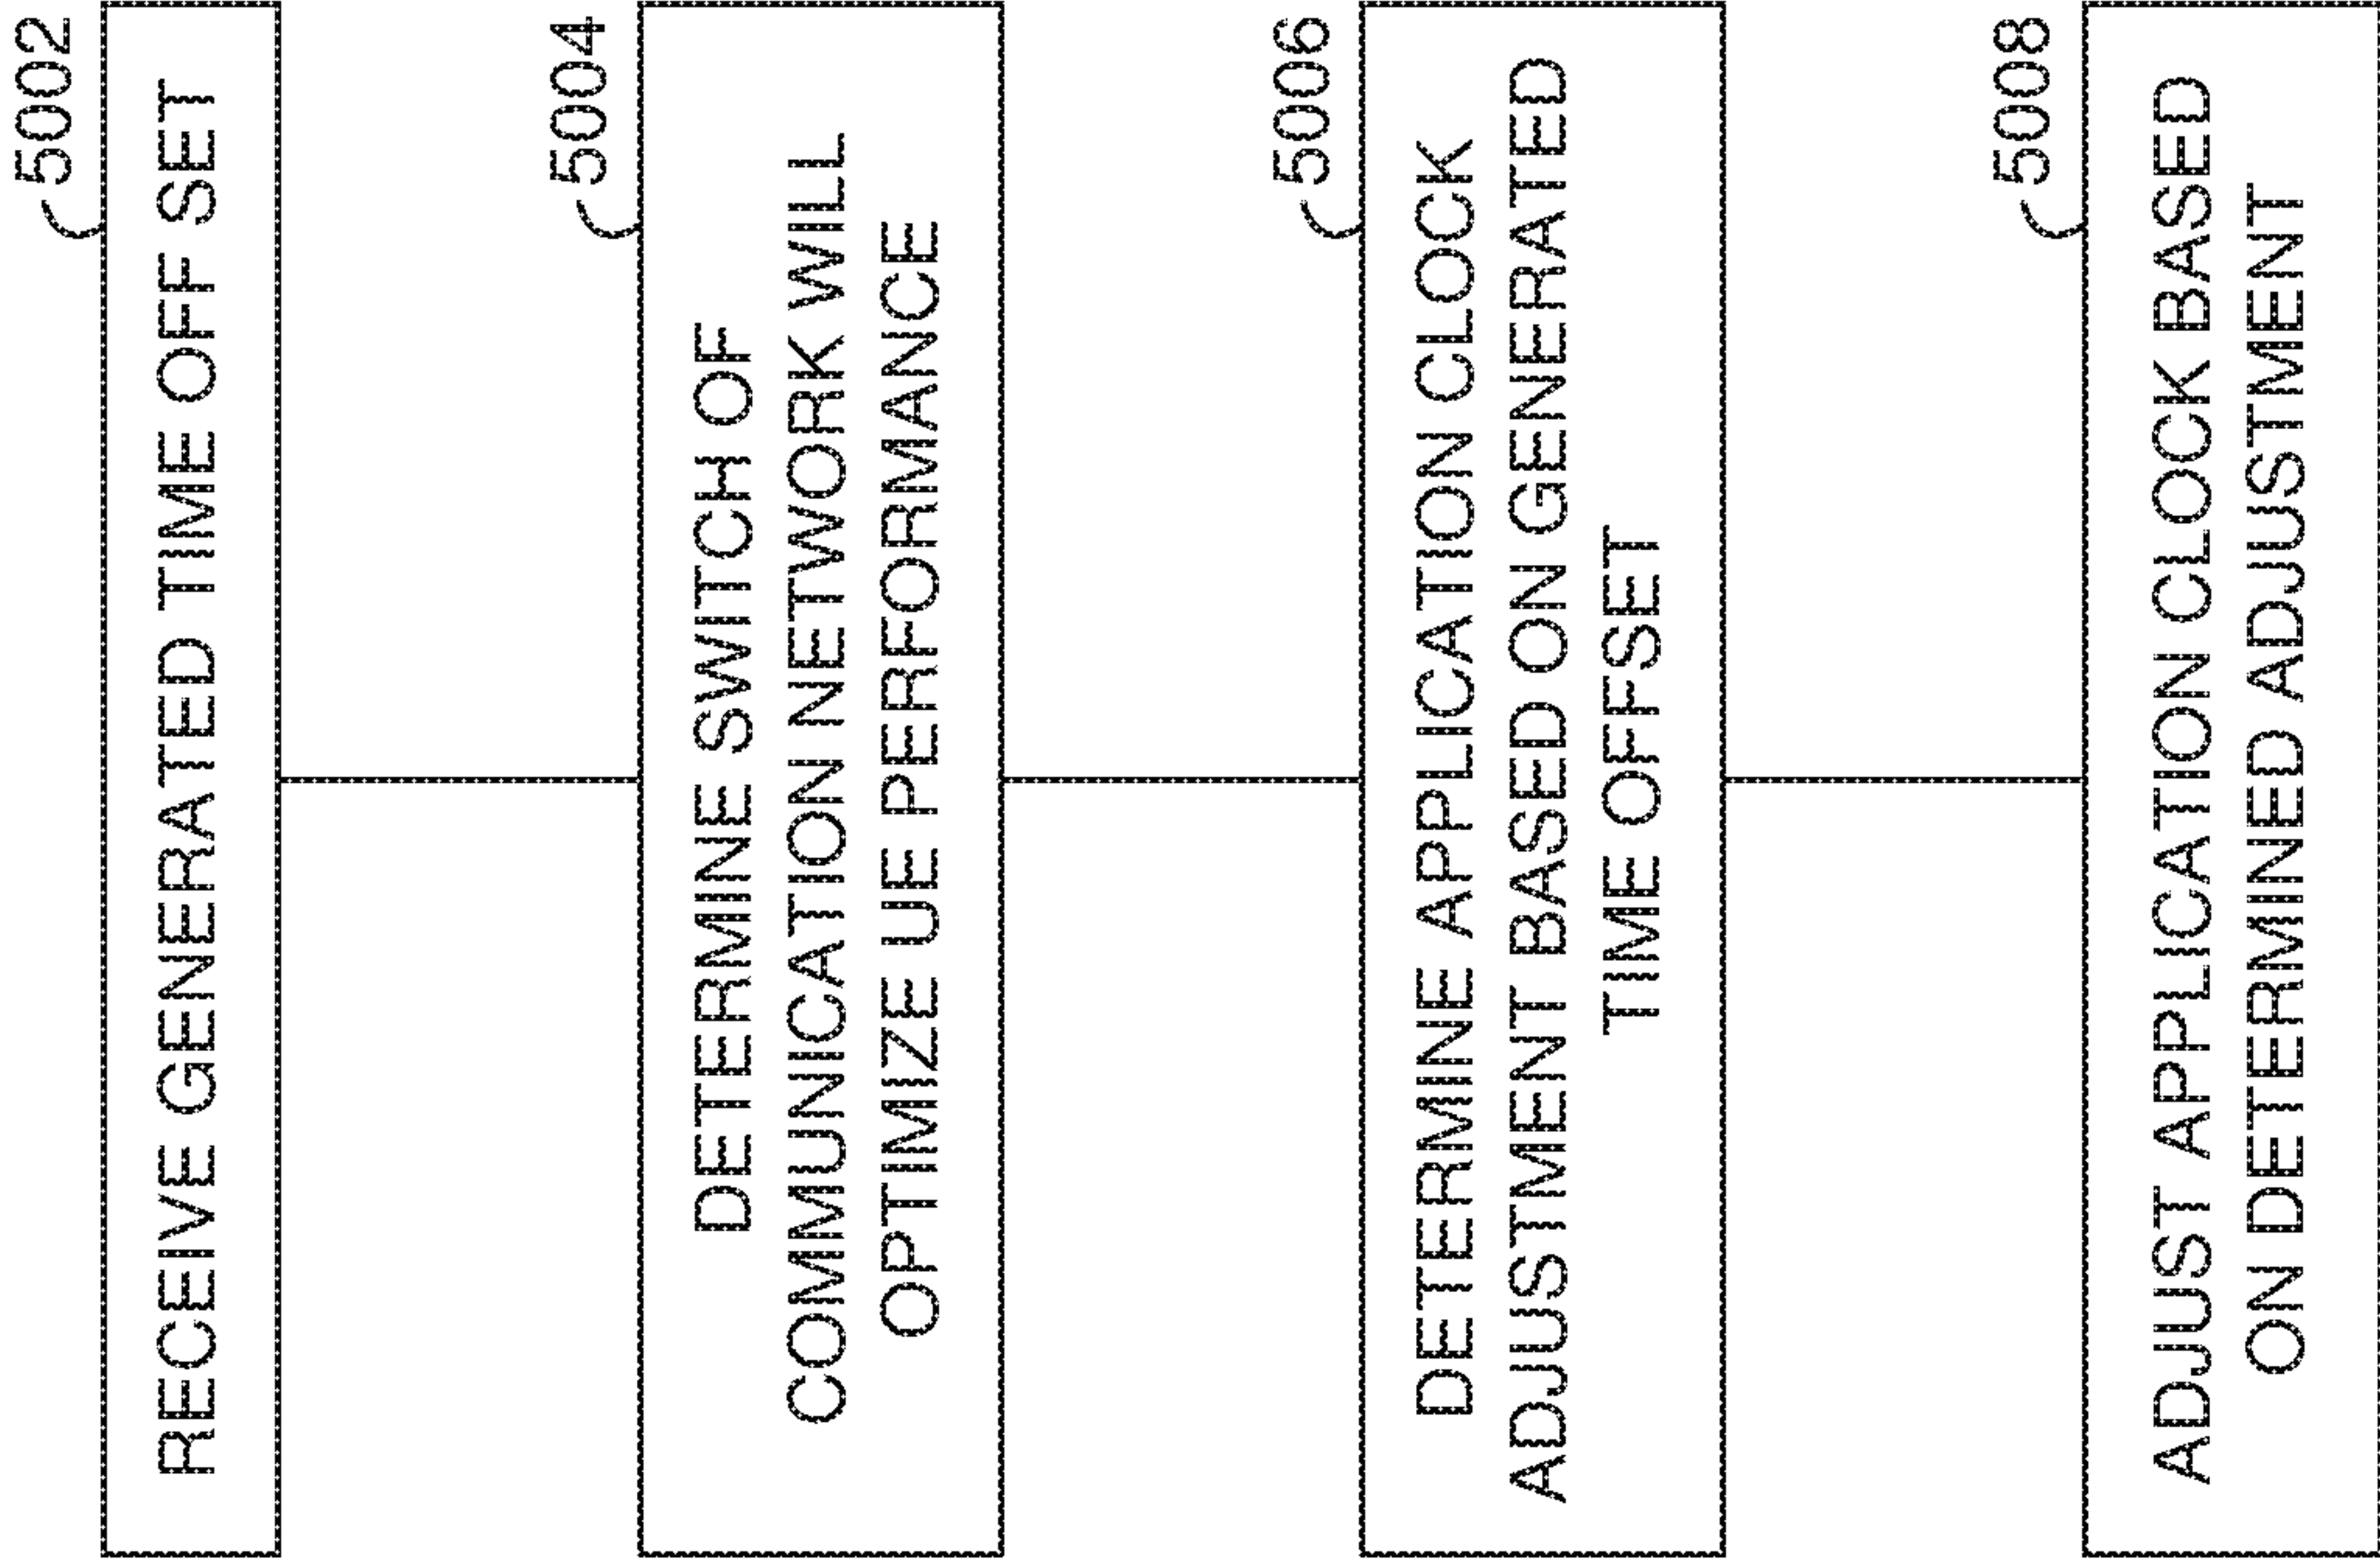 5002
RECEIVE GENERATED TIME OFF SET
5004
DETERMINE SWITCH OF
COMMUNICATION NETWORK WILL
OPTIMIZE UE PERFORMANCE
5006
DETERMINE APPLICATION CLOCK
ADJUSTMENT BASED ON GENERATED
TIME OFFSET
5008
ADJUST APPLICATION CLOCK BASED
ON DETERMINED ADJUSTMENT